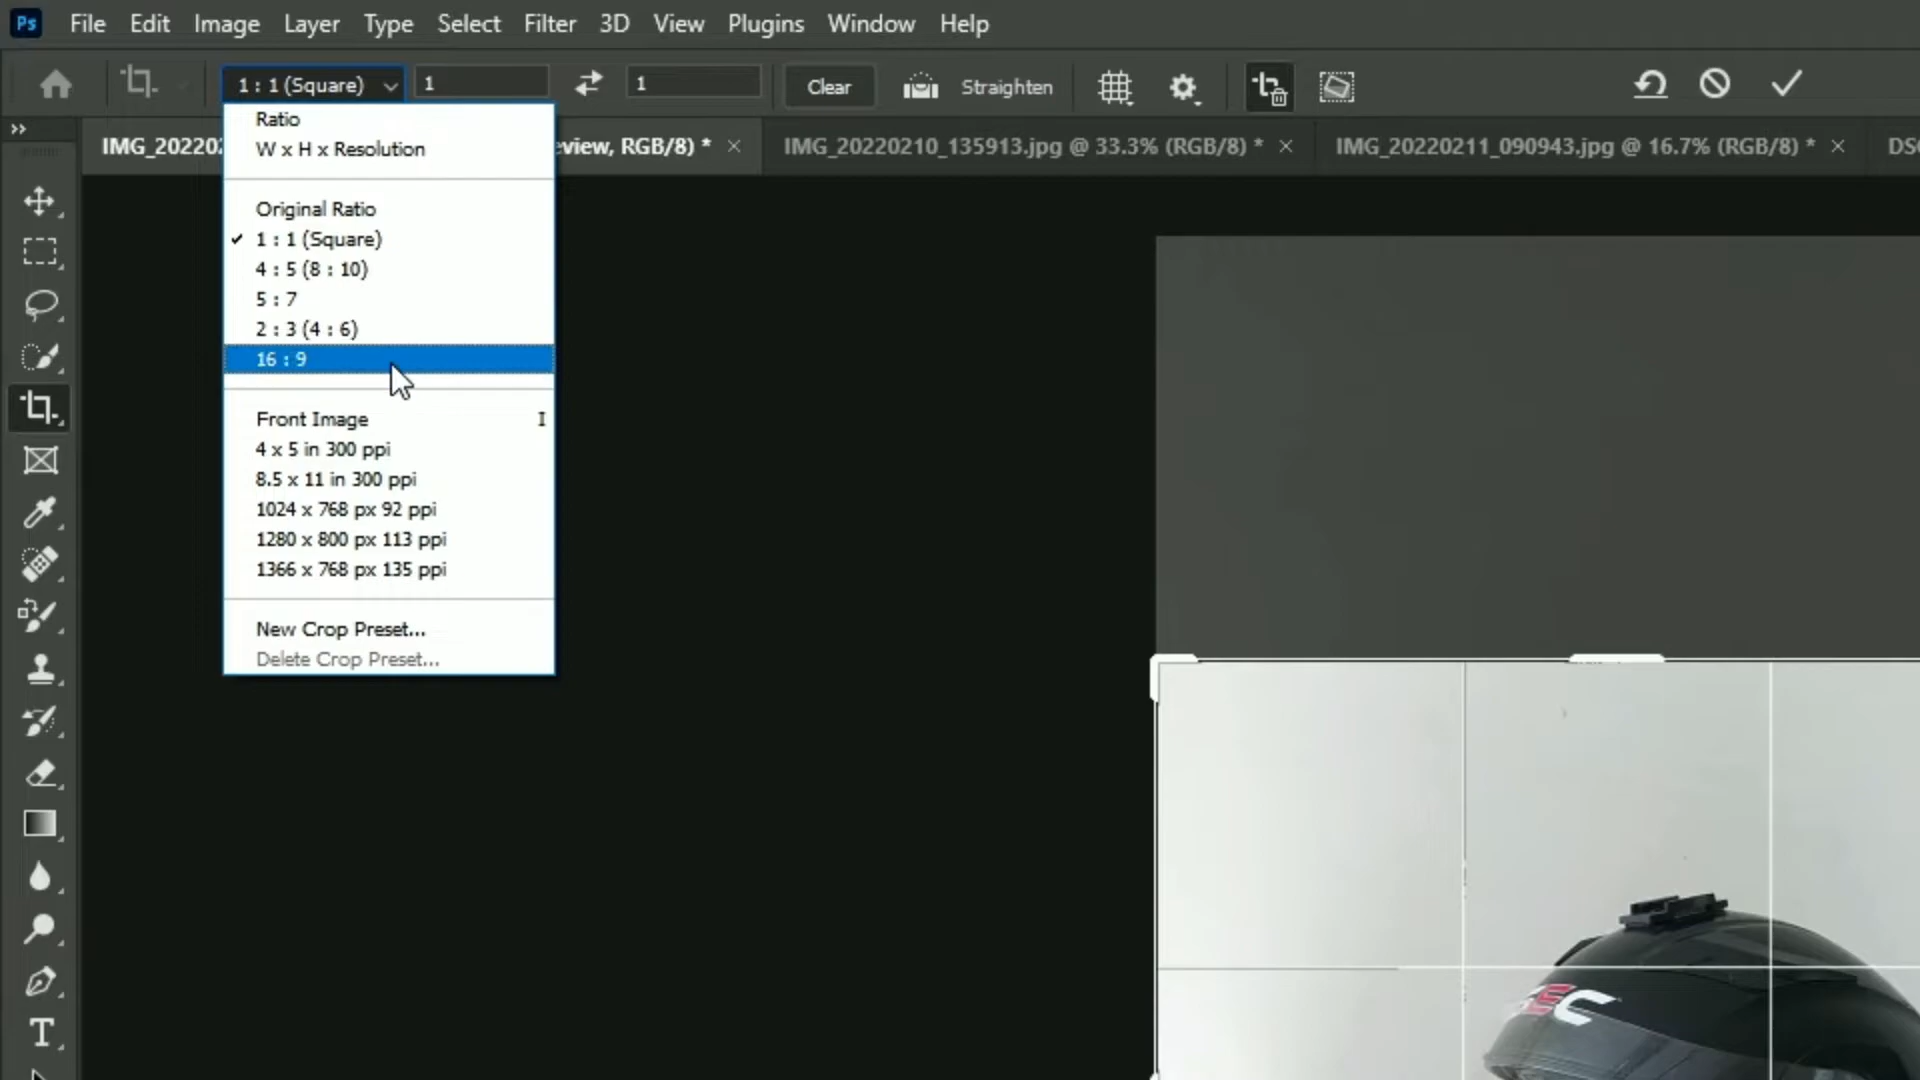 Ps File Edit Image Layer Type Select Filter 3D View Plugins Window Help
1 : 1 (Square) 1 1 Clear Straighten
IMG_20220 eview, RGB/8) * × IMG_20220210_135913.jpg @ 33.3% (RGB/8) * × IMG_20220211_090943.jpg @ 16.7% (RGB/8) * × DS
Ratio
W x H x Resolution
Original Ratio
✓ 1 : 1 (Square)
4 : 5 (8 : 10)
5 : 7
2 : 3 (4 : 6)
16 : 9
Front Image I
4 x 5 in 300 ppi
8.5 x 11 in 300 ppi
1024 x 768 px 92 ppi
1280 x 800 px 113 ppi
1366 x 768 px 135 ppi
New Crop Preset...
Delete Crop Preset...
EC